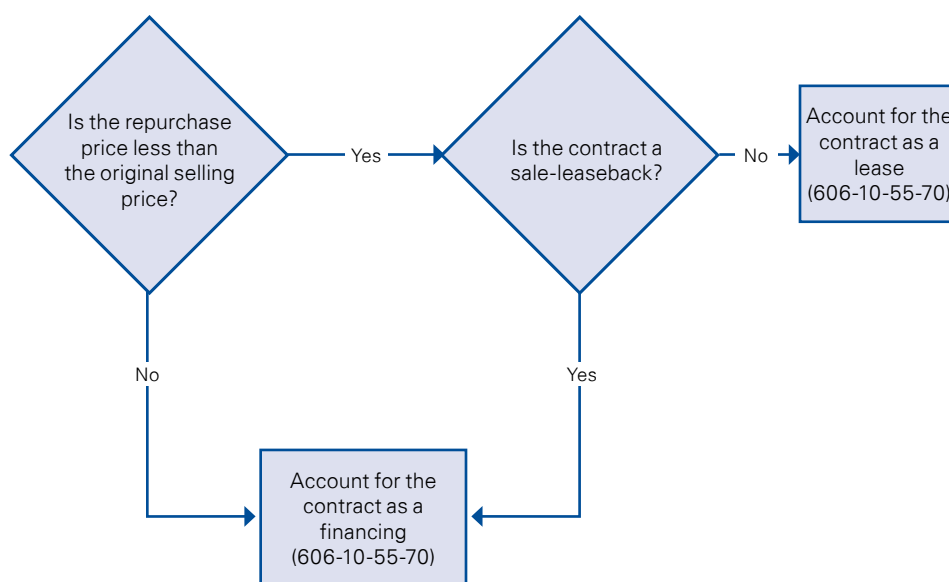 Is the repurchase
price less than
the original selling
price?
Yes
Is the contract a
sale-leaseback?
No
Account for the
contract as a
lease
(606-10-55-70)
No
Yes
Account for the
contract as a
financing
(606-10-55-70)